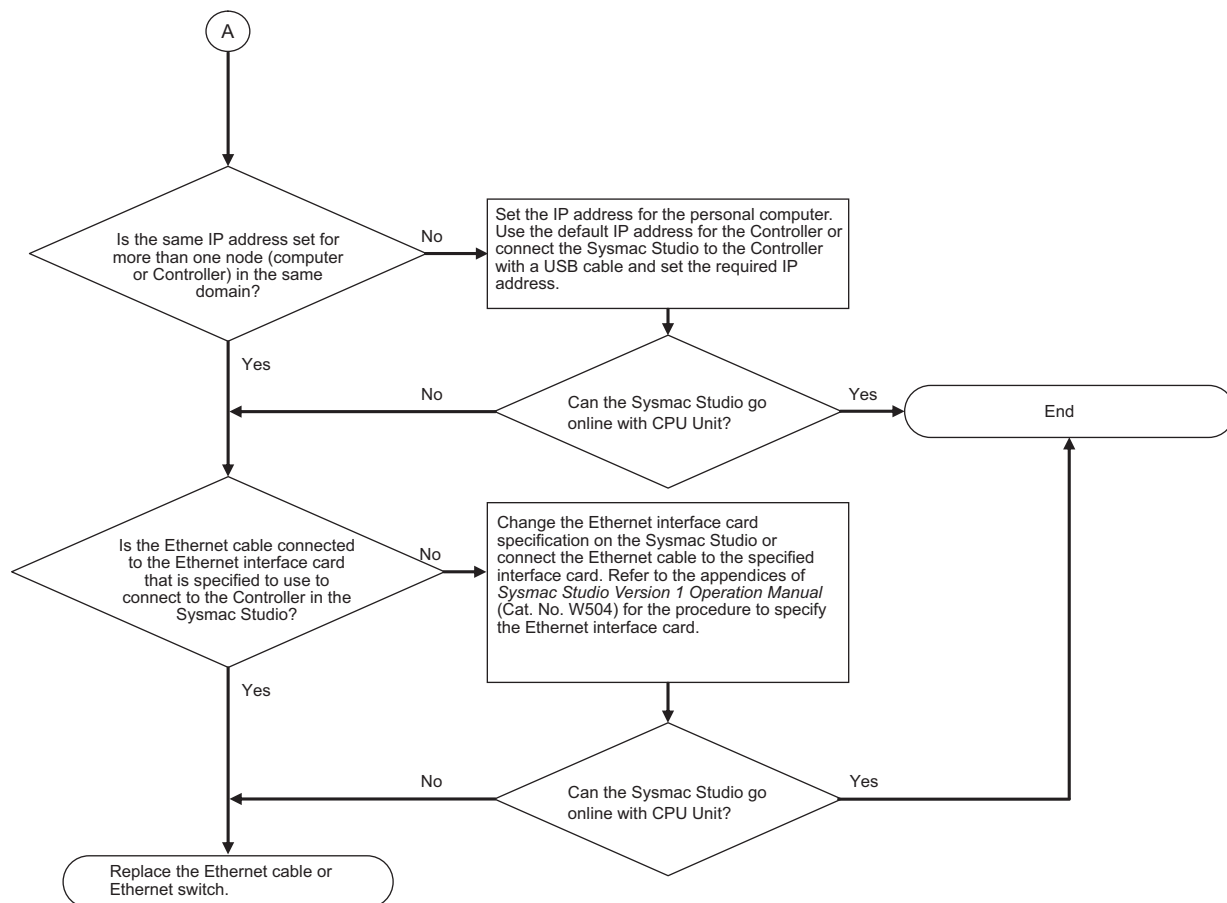 A
Is the same IP address set for
more than one node (computer
or Controller) in the same
domain?
No
Set the IP address for the personal computer.
Use the default IP address for the Controller or
connect the Sysmac Studio to the Controller
with a USB cable and set the required IP
address.
Yes
No
Can the Sysmac Studio go
online with CPU Unit?
Yes
End
Is the Ethernet cable connected
to the Ethernet interface card
that is specified to use to
connect to the Controller in the
Sysmac Studio?
No
Change the Ethernet interface card
specification on the Sysmac Studio or
connect the Ethernet cable to the specified
interface card. Refer to the appendices of
Sysmac Studio Version 1 Operation Manual
(Cat. No. W504) for the procedure to specify
the Ethernet interface card.
Yes
No
Can the Sysmac Studio go
online with CPU Unit?
Yes
Replace the Ethernet cable or
Ethernet switch.